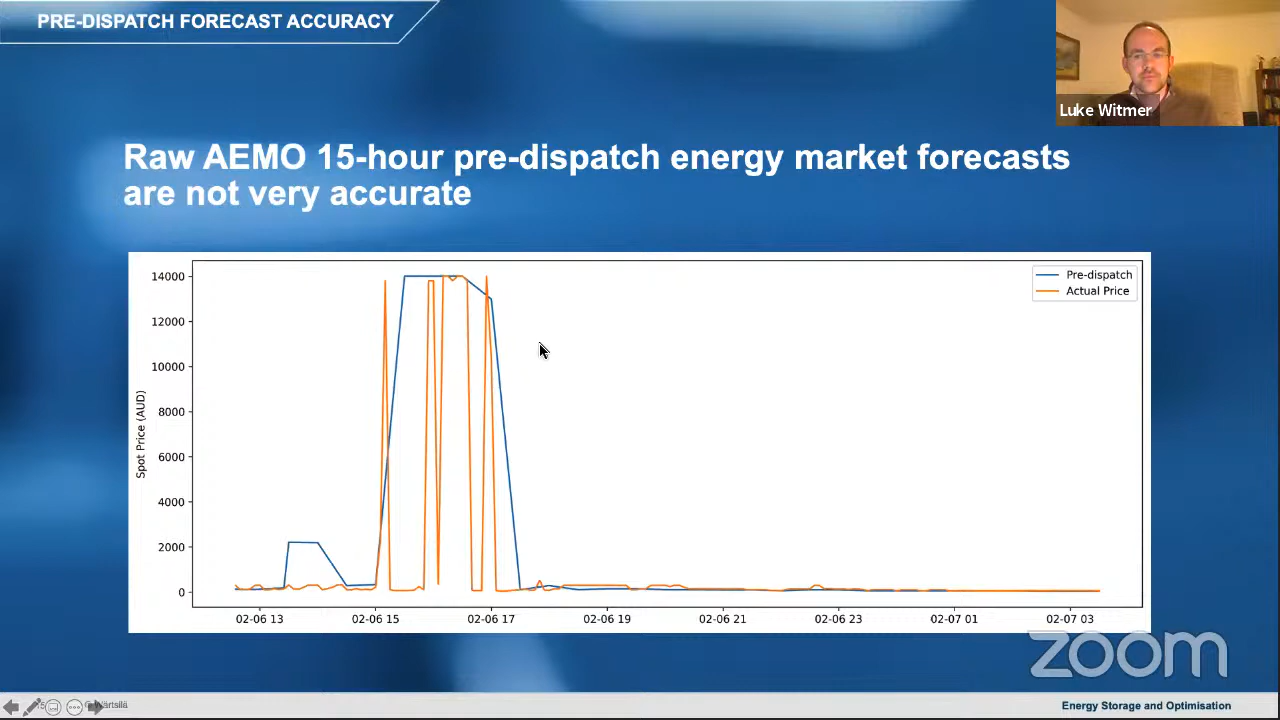 PRE-DISPATCH FORECAST ACCURACY
Luke Witmer
Raw AEMO 15-hour pre-dispatch energy market forecasts
are not very accurate
Pre-dispatch
Actual Price
Spot Price (AUD)
14000
12000
10000
8000
6000
4000
2000
0
02-06 13
02-06 15
02-06 17
02-06 19
02-06 21
02-06 23
02-07 01
02-07 03
zoom
Wärtsilä
Energy Storage and Optimisation